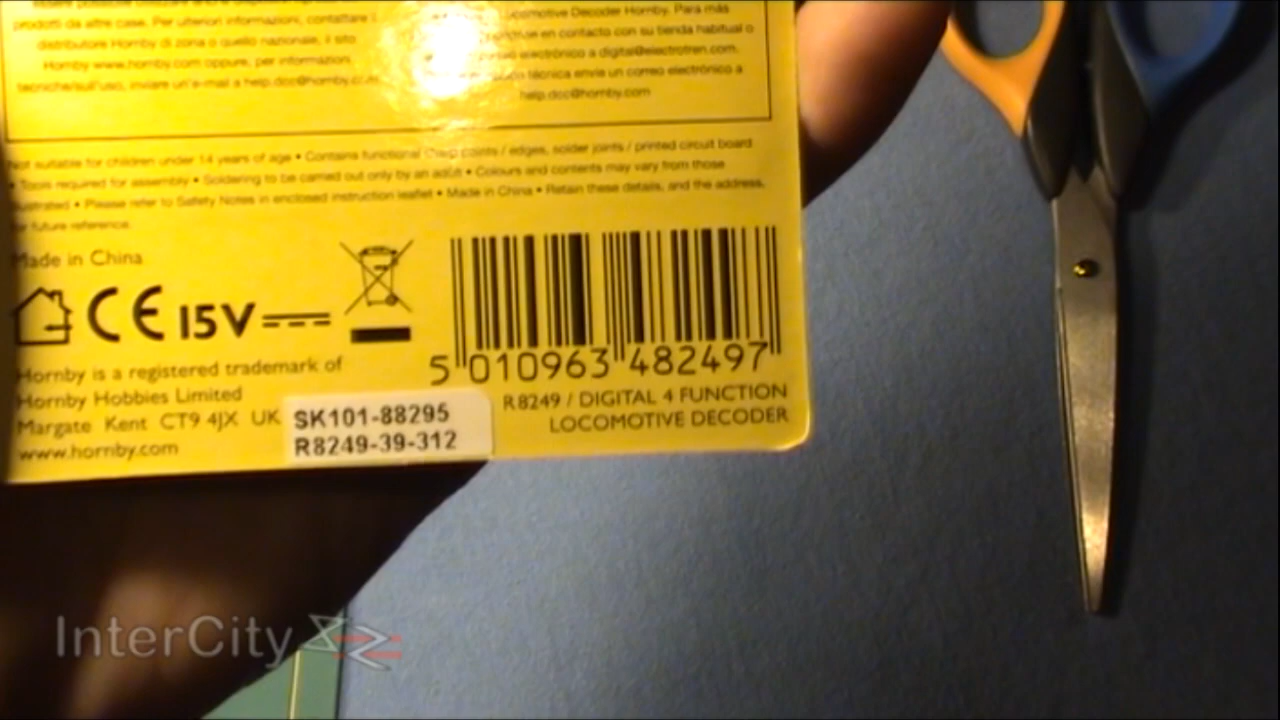 prodotti da altre case. Per ulteriori informazioni, contattare i
distributore Hornby di zona o quello nazionale, il sito
Hornby www.hornby.com oppure, per informazioni
tecniche/sull'uso, inviare un'e-mail a help.dcc@hornby.com
Locomotive Decoder Hornby. Para más
en contacto con su tienda habitual o
electrónico a digital@electrotren.com.
técnica envíe un correo electrónico a
help.dcc@hornby.com
Not suitable for children under 14 years of age • Contains functional sharp points / edges, solder joints / printed circuit board
• Tools required for assembly • Soldering to be carried out only by an adult • Colours and contents may vary from those
illustrated • Please refer to Safety Notes in enclosed instruction leaflet • Made in China • Retain these details, and the address,
for future reference.
Made in China
CE 15V
Hornby is a registered trademark of
Hornby Hobbies Limited
Margate Kent CT9 4JX UK
www.hornby.com
SK101-88295
R8249-39-312
5 010963 482497
R8249 / DIGITAL 4 FUNCTION
LOCOMOTIVE DECODER
InterCity